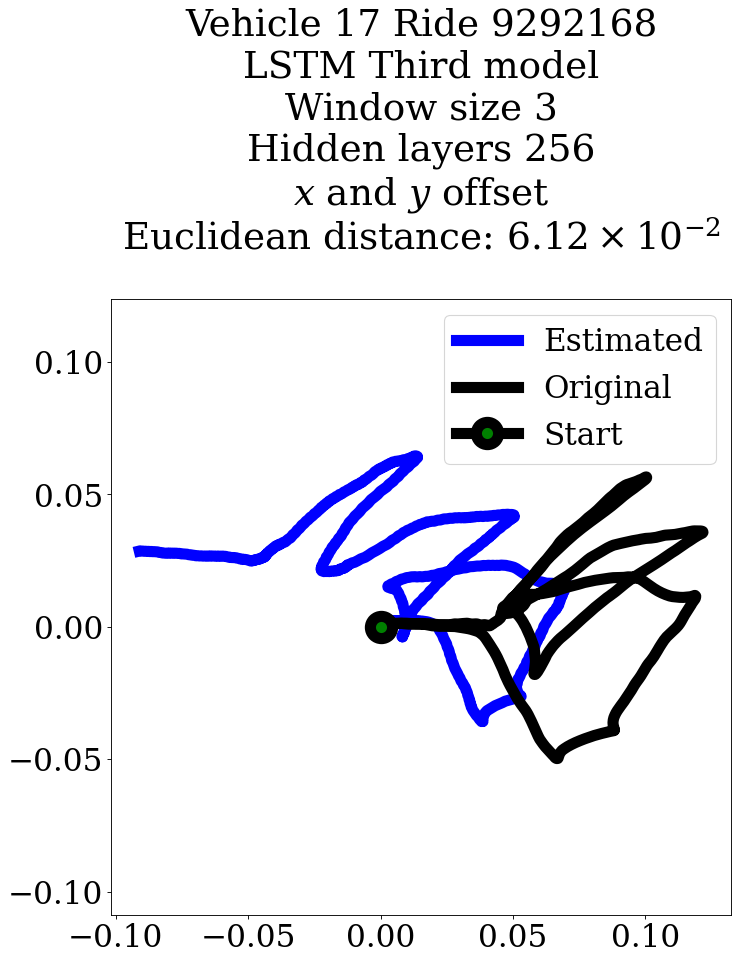 Vehicle 17 Ride 9292168
LSTM Third model
Window size 3
Hidden layers 256
x and y offset
Euclidean distance: 6.12 × 10⁻²
Estimated
Original
Start
0.10
0.05
0.00
−0.05
−0.10
−0.10 −0.05 0.00 0.05 0.10